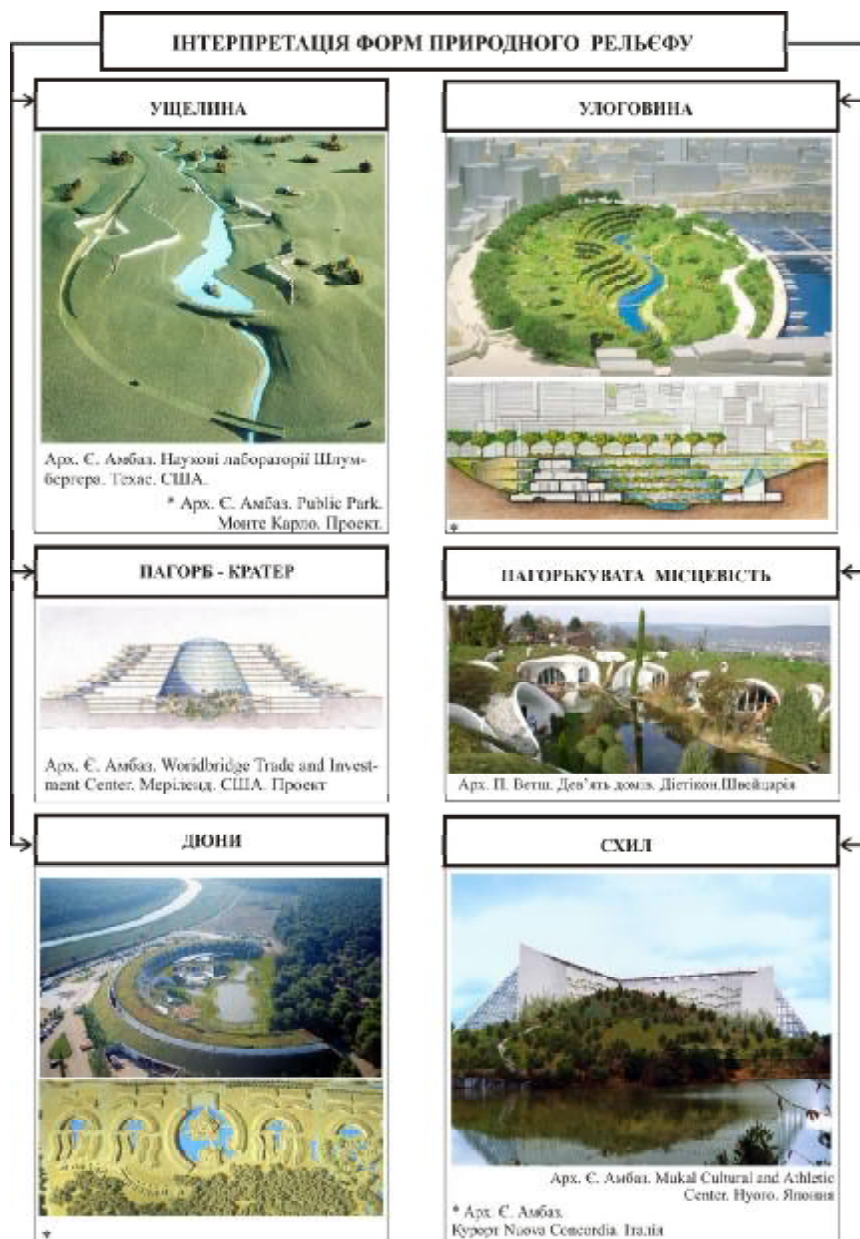 ІНТЕРПРЕТАЦІЯ ФОРМ ПРИРОДНОГО РЕЛЬЄФУ
УЩЕЛИНА
Арх. Є. Амбаз. Наукові лабораторії Шлум-
бергера. Техас. США.
* Арх. Є. Амбаз. Public Park.
Монте Карло. Проект.
УЛОГОВИНА
*
ПАГОРБ - КРАТЕР
Арх. Є. Амбаз. Woridbridge Trade and Invest-
ment Center. Меріленд. США. Проект
ПАГОРБКУВАТА МІСЦЕВІСТЬ
Арх. П. Ветш. Дев’ять домів. Дієтікон.Швейцарія
ДЮНИ
*
СХИЛ
Арх. Є. Амбаз. Mukal Cultural and Athletic
Center. Hyoгo. Японія
* Арх. Є. Амбаз.
Курорт Nuova Concordia. Італія